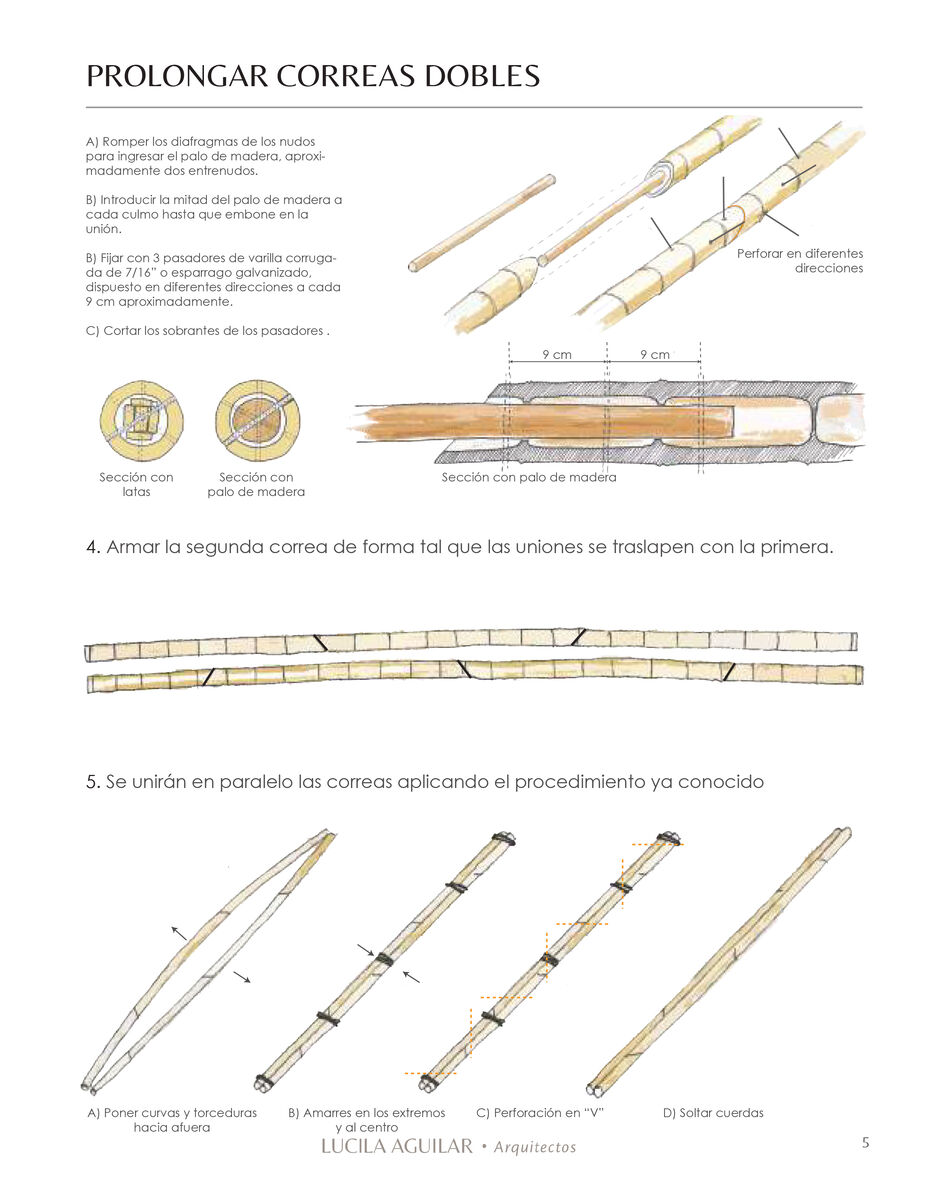 PROLONGAR CORREAS DOBLES
A) Romper los diafragmas de los nudos
para ingresar el palo de madera, aproxi-
madamente dos entrenudos.
B) Introducir la mitad del palo de madera a
cada culmo hasta que embone en la
unión.
B) Fijar con 3 pasadores de varilla corruga-
da de 7/16” o esparrago galvanizado,
dispuesto en diferentes direcciones a cada
9 cm aproximadamente.
C) Cortar los sobrantes de los pasadores .
Perforar en diferentes
direcciones
9 cm
9 cm
Sección con
latas
Sección con
palo de madera
Sección con palo de madera
4. Armar la segunda correa de forma tal que las uniones se traslapen con la primera.
5. Se unirán en paralelo las correas aplicando el procedimiento ya conocido
A) Poner curvas y torceduras
hacia afuera
B) Amarres en los extremos
y al centro
C) Perforación en “V”
D) Soltar cuerdas
LUCILA AGUILAR • Arquitectos
5